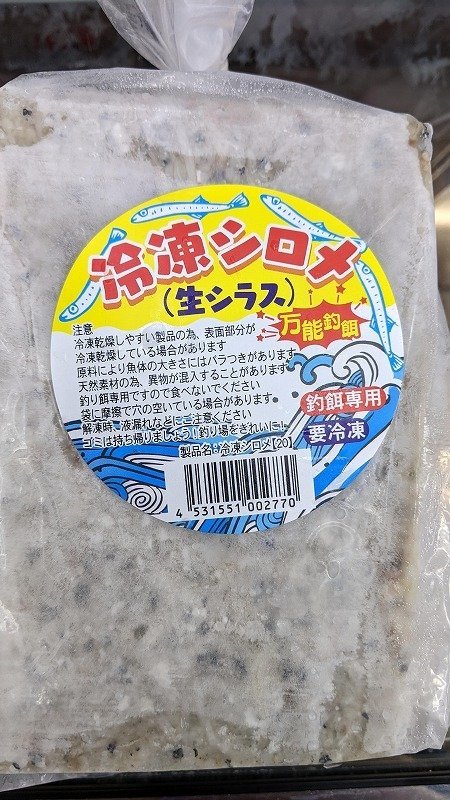 冷凍シロメ
(生シラス)
万能釣餌
注意
冷凍乾燥しやすい製品の為、表面部分が
冷凍乾燥している場合があります
原料により魚体の大きさにはバラつきがあります
天然素材の為、異物が混入することがあります
釣り餌専用ですので食べないでください
袋に摩擦で穴の空いている場合があります
解凍時、液漏れなどにご注意ください
ゴミは持ち帰りましょう!釣り場をきれいに!
釣餌専用
要冷凍
製品名:冷凍シロメ【20】
4 531551 002770